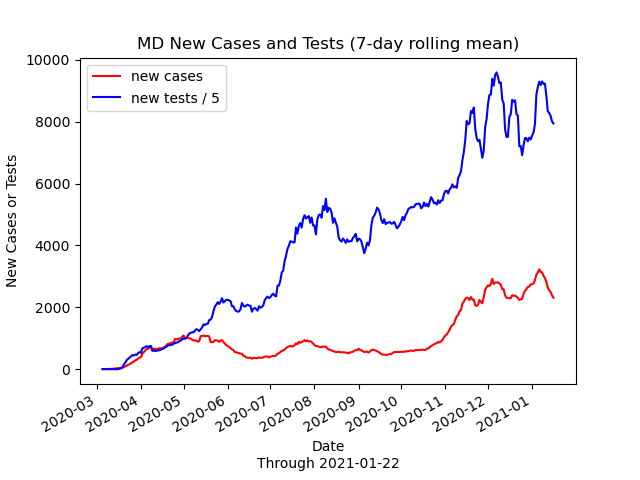 MD New Cases and Tests (7-day rolling mean)
new cases
new tests / 5
10000
8000
6000
4000
2000
0
New Cases or Tests
2020-03
2020-04
2020-05
2020-06
2020-07
2020-08
2020-09
2020-10
2020-11
2020-12
2021-01
Date
Through 2021-01-22